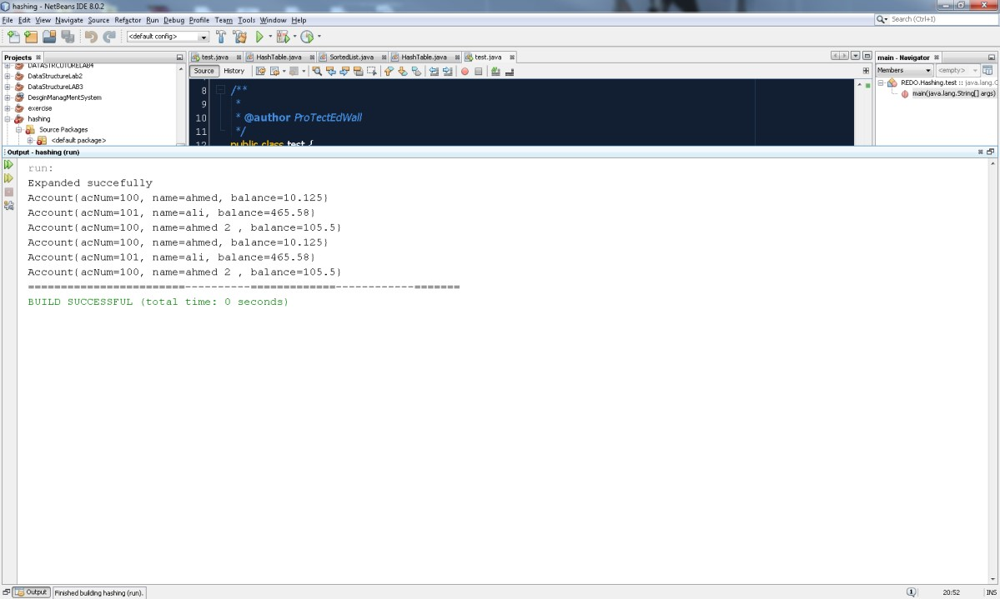 hashing - NetBeans IDE 8.0.2
File Edit View Navigate Source Refactor Run Debug Profile Team Tools Window Help
Search (Ctrl+I)
<default config>
Projects
DATASTRCUTURELAB4
DataStructureLab2
DataStructureLAB3
DesginManagMentSystem
exercise
hashing
Source Packages
<default package>
test.java HashTable.java SortedList.java HashTable.java test.java
Source History
8 /**
9 *
10 * @author ProTectEdWall
11 */
12 public class test {
main - Navigator
Members <empty>
REDO.Hashing.test :: java.lang.O
main(java.lang.String[] args)
Output - hashing (run)
run:
Expanded succefully
Account{acNum=100, name=ahmed, balance=10.125}
Account{acNum=101, name=ali, balance=465.58}
Account{acNum=100, name=ahmed 2 , balance=105.5}
Account{acNum=100, name=ahmed, balance=10.125}
Account{acNum=101, name=ali, balance=465.58}
Account{acNum=100, name=ahmed 2 , balance=105.5}
========================----------=============------------=======
BUILD SUCCESSFUL (total time: 0 seconds)
Output Finished building hashing (run).
1 20:52 INS